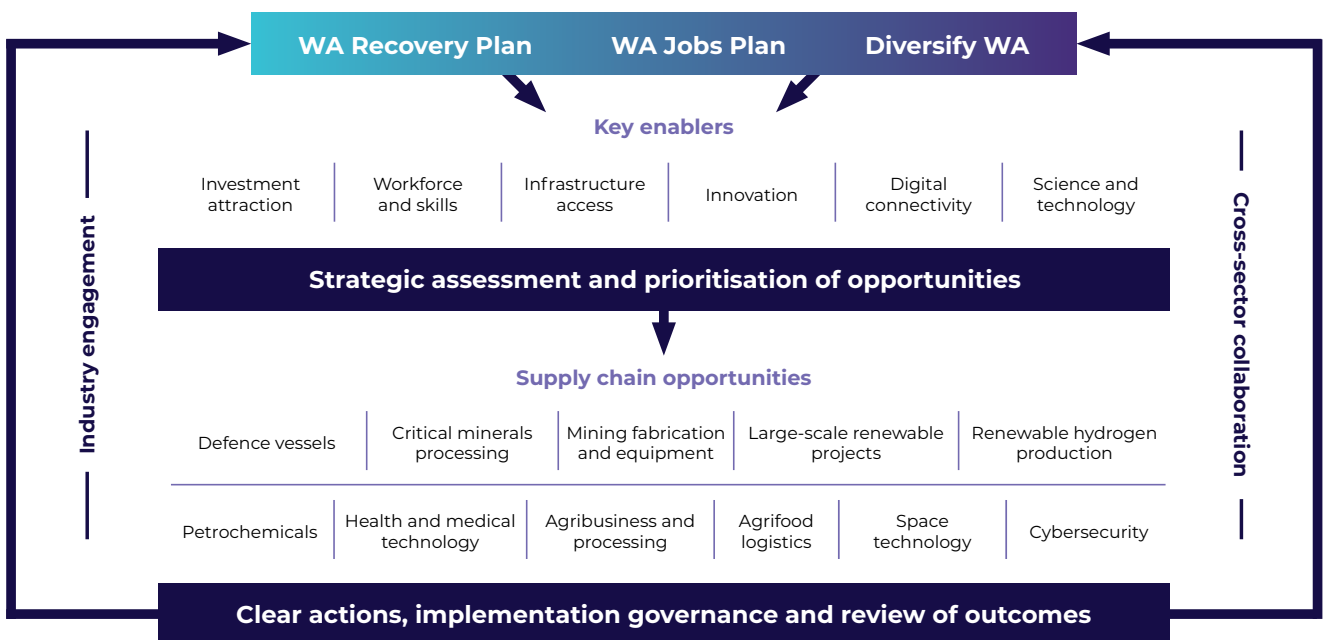 WA Recovery Plan WA Jobs Plan Diversify WA
Key enablers
Investment
attraction
Workforce
and skills
Infrastructure
access
Innovation
Digital
connectivity
Science and
technology
Strategic assessment and prioritisation of opportunities
Supply chain opportunities
Defence vessels
Critical minerals
processing
Mining fabrication
and equipment
Large-scale renewable
projects
Renewable hydrogen
production
Petrochemicals
Health and medical
technology
Agribusiness and
processing
Agrifood
logistics
Space
technology
Cybersecurity
Clear actions, implementation governance and review of outcomes
Industry engagement
Cross-sector collaboration